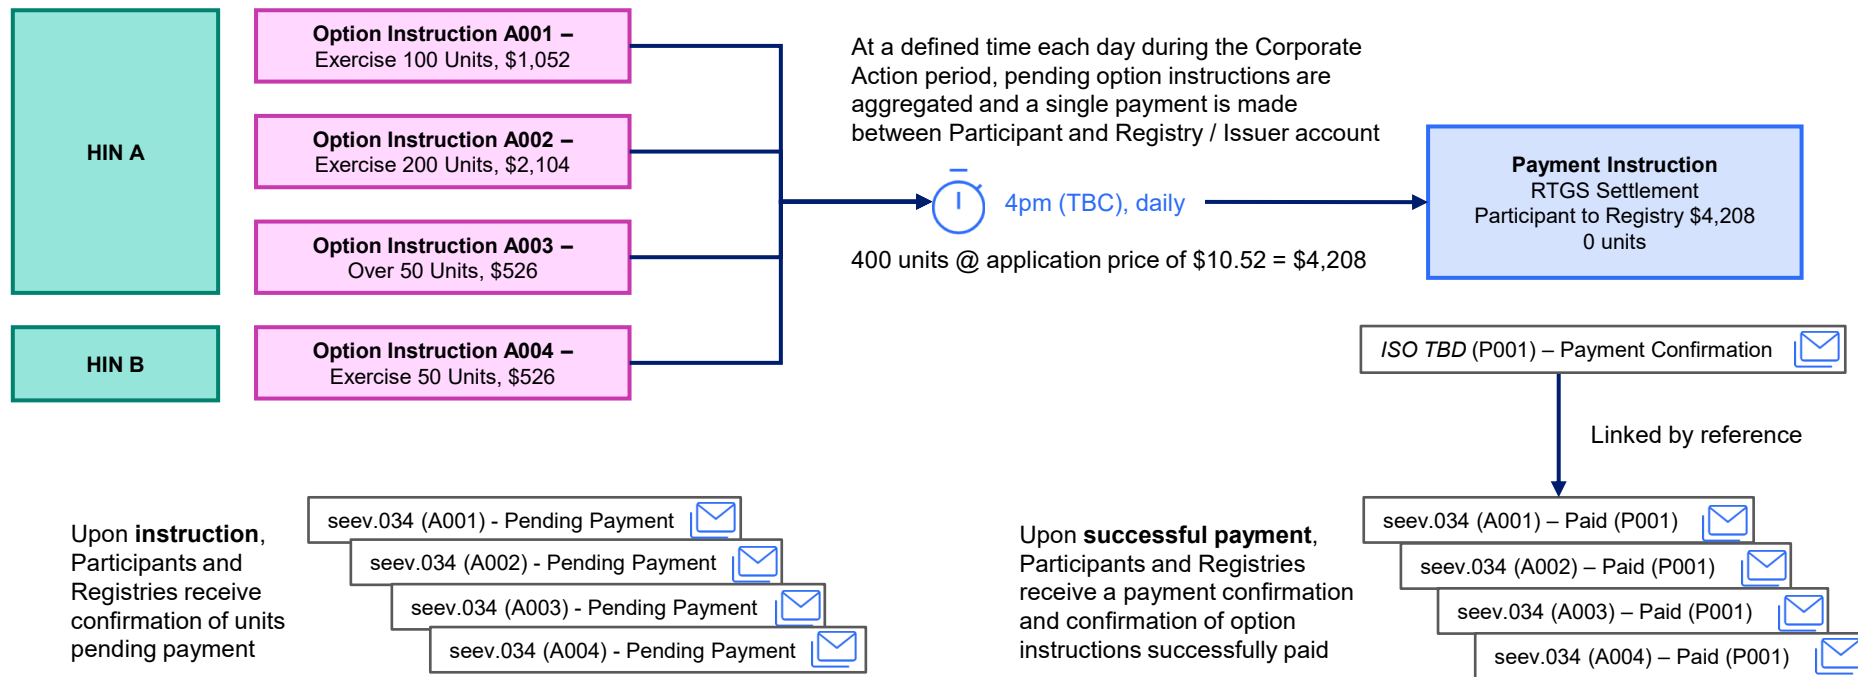 HIN A
Option Instruction A001 –
Exercise 100 Units, $1,052
Option Instruction A002 –
Exercise 200 Units, $2,104
Option Instruction A003 –
Over 50 Units, $526
HIN B
Option Instruction A004 –
Exercise 50 Units, $526
At a defined time each day during the Corporate
Action period, pending option instructions are
aggregated and a single payment is made
between Participant and Registry / Issuer account
4pm (TBC), daily
400 units @ application price of $10.52 = $4,208
Payment Instruction
RTGS Settlement
Participant to Registry $4,208
0 units
ISO TBD (P001) – Payment Confirmation
Linked by reference
Upon instruction,
Participants and
Registries receive
confirmation of units
pending payment
seev.034 (A001) - Pending Payment
seev.034 (A002) - Pending Payment
seev.034 (A003) - Pending Payment
seev.034 (A004) - Pending Payment
Upon successful payment,
Participants and Registries
receive a payment confirmation
and confirmation of option
instructions successfully paid
seev.034 (A001) – Paid (P001)
seev.034 (A002) – Paid (P001)
seev.034 (A003) – Paid (P001)
seev.034 (A004) – Paid (P001)